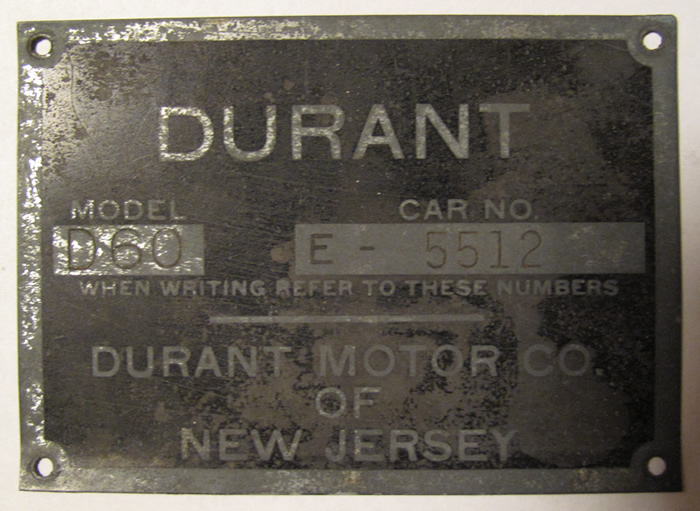 DURANT
MODEL CAR NO.
D60 E - 5512
WHEN WRITING REFER TO THESE NUMBERS
DURANT MOTOR CO.
OF
NEW JERSEY